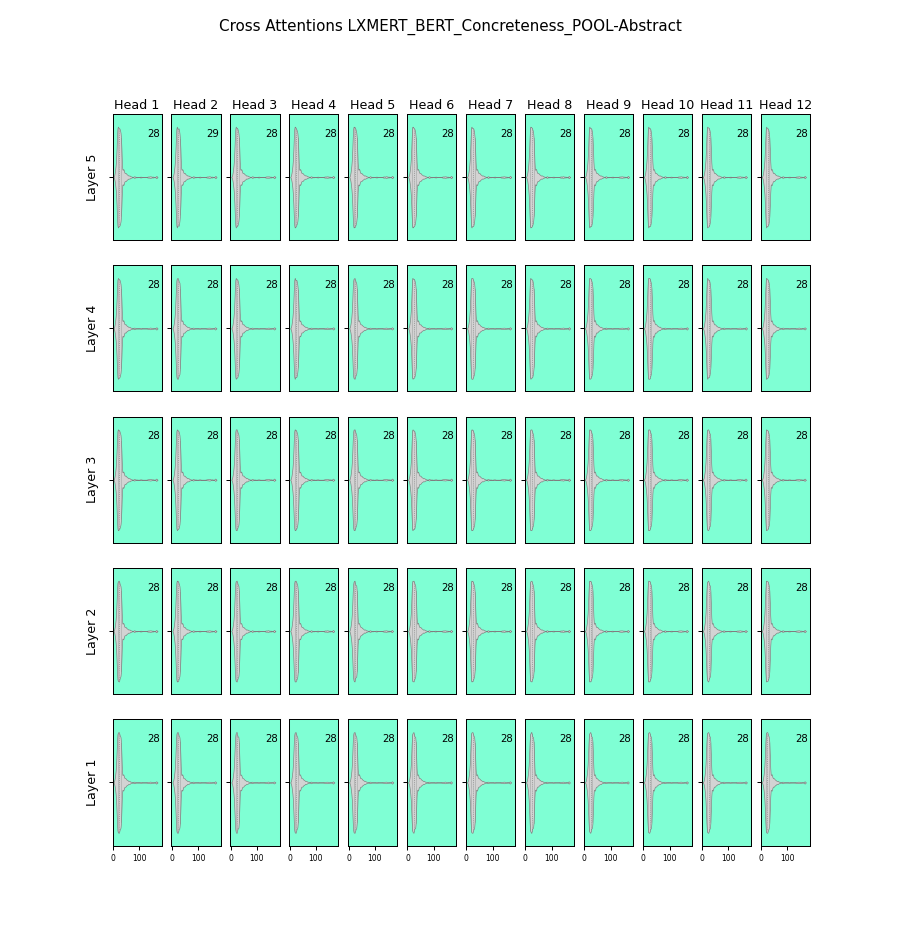 Cross Attentions LXMERT_BERT_Concreteness_POOL-Abstract
Head 1 Head 2 Head 3 Head 4 Head 5 Head 6 Head 7 Head 8 Head 9 Head 10 Head 11 Head 12
Layer 5 28 29 28 28 28 28 28 28 28 28 28 28
Layer 4 28 28 28 28 28 28 28 28 28 28 28 28
Layer 3 28 28 28 28 28 28 28 28 28 28 28 28
Layer 2 28 28 28 28 28 28 28 28 28 28 28 28
Layer 1 28 28 28 28 28 28 28 28 28 28 28 28
0 100 0 100 0 100 0 100 0 100 0 100 0 100 0 100 0 100 0 100 0 100 0 100